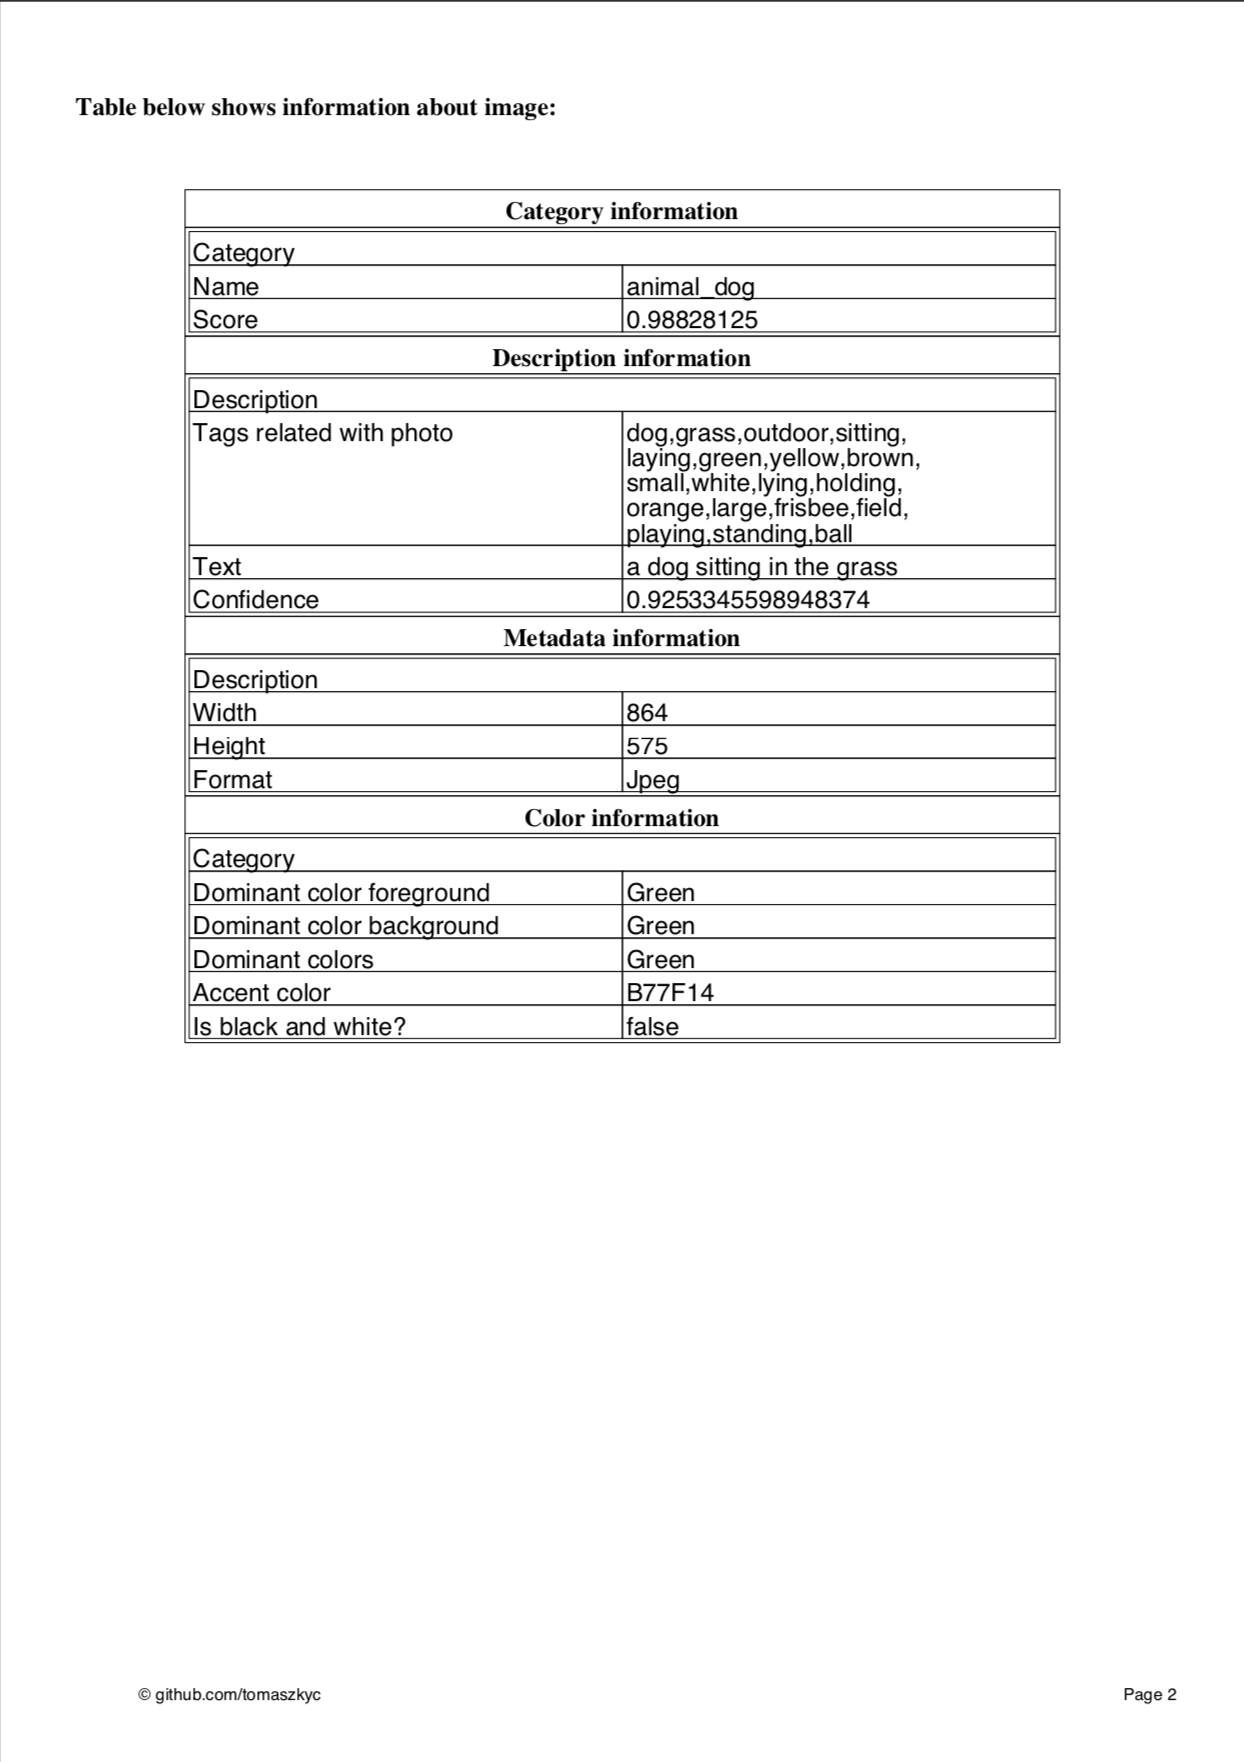 Table below shows information about image:
Category information
Category
Name animal_dog
Score 0.98828125
Description information
Description
Tags related with photo dog,grass,outdoor,sitting,
laying,green,yellow,brown,
small,white,lying,holding,
orange,large,frisbee,field,
playing,standing,ball
Text a dog sitting in the grass
Confidence 0.9253345598948374
Metadata information
Description
Width 864
Height 575
Format Jpeg
Color information
Category
Dominant color foreground Green
Dominant color background Green
Dominant colors Green
Accent color B77F14
Is black and white? false
© github.com/tomaszkyc Page 2